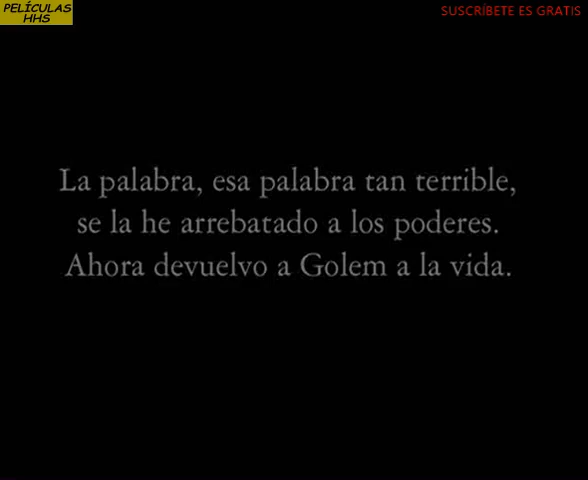 PELÍCULAS
HHS
SUSCRÍBETE ES GRATIS
La palabra, esa palabra tan terrible,
se la he arrebatado a los poderes.
Ahora devuelvo a Golem a la vida.